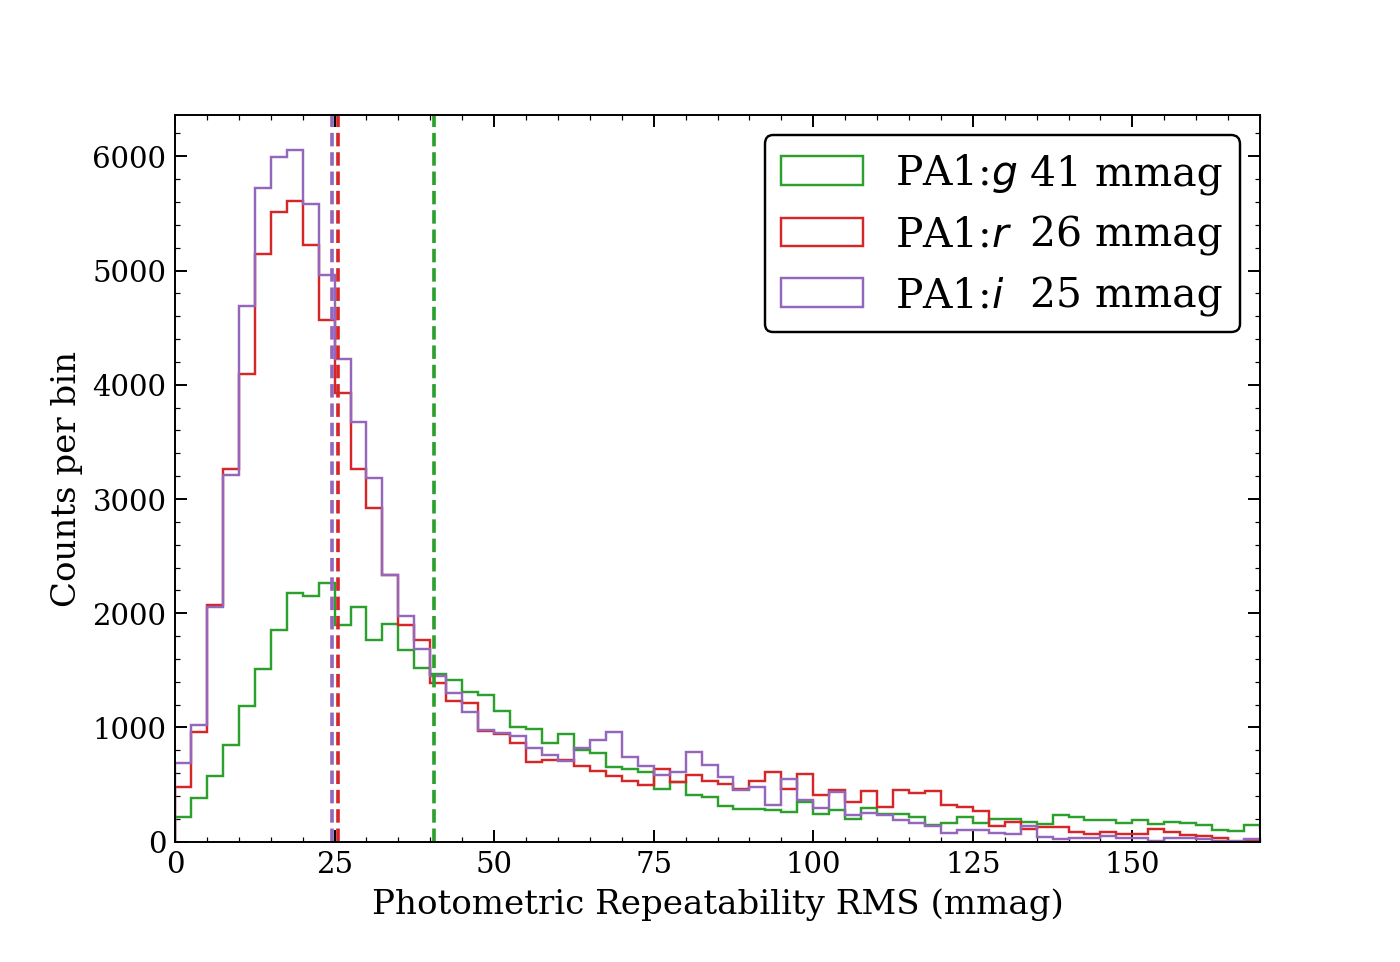 PA1:g 41 mmag
PA1:r 26 mmag
PA1:i 25 mmag
6000
5000
4000
3000
2000
1000
0
Counts per bin
0 25 50 75 100 125 150
Photometric Repeatability RMS (mmag)